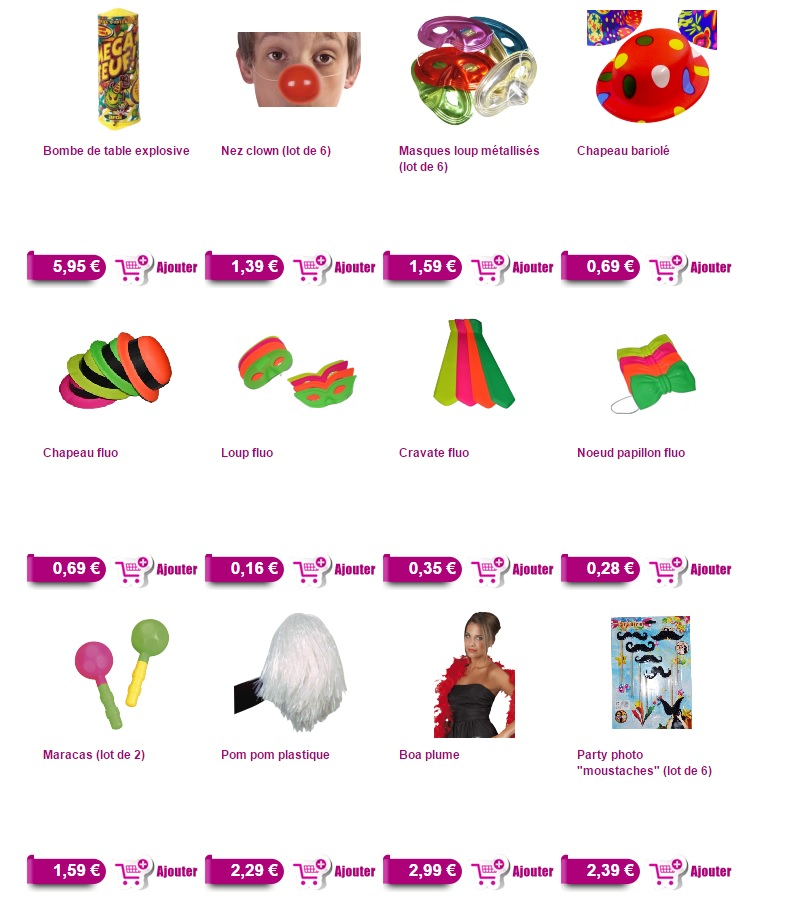 MEGA
TEUF!
Bombe de table explosive
Nez clown (lot de 6)
Masques loup métallisés
(lot de 6)
Chapeau bariolé
5,95 € Ajouter
1,39 € Ajouter
1,59 € Ajouter
0,69 € Ajouter
Chapeau fluo
Loup fluo
Cravate fluo
Noeud papillon fluo
0,69 € Ajouter
0,16 € Ajouter
0,35 € Ajouter
0,28 € Ajouter
Maracas (lot de 2)
Pom pom plastique
Boa plume
Party photo
"moustaches" (lot de 6)
1,59 € Ajouter
2,29 € Ajouter
2,99 € Ajouter
2,39 € Ajouter